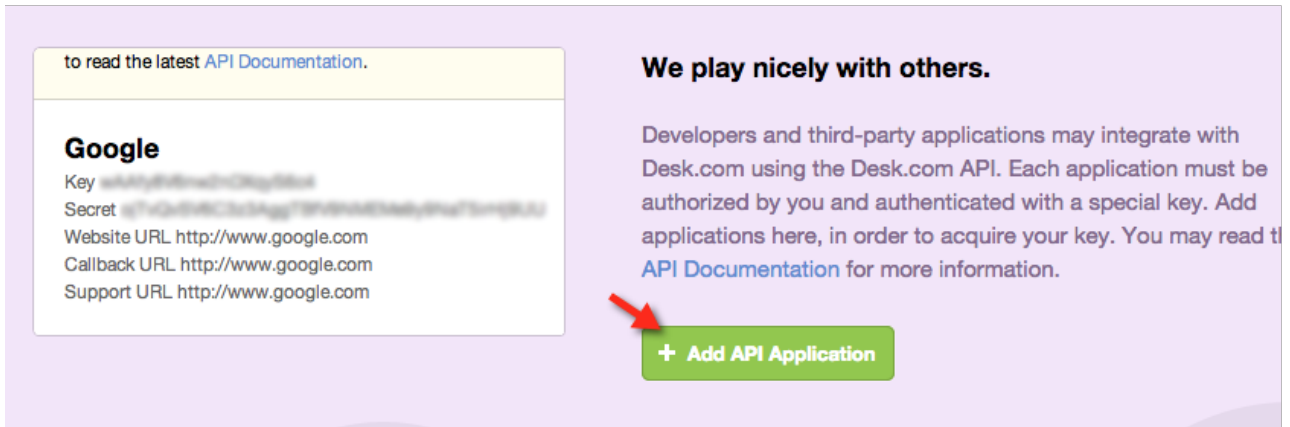 to read the latest API Documentation.
Google
Key
Secret
Website URL http://www.google.com
Callback URL http://www.google.com
Support URL http://www.google.com
We play nicely with others.
Developers and third-party applications may integrate with
Desk.com using the Desk.com API. Each application must be
authorized by you and authenticated with a special key. Add
applications here, in order to acquire your key. You may read
API Documentation for more information.
+ Add API Application